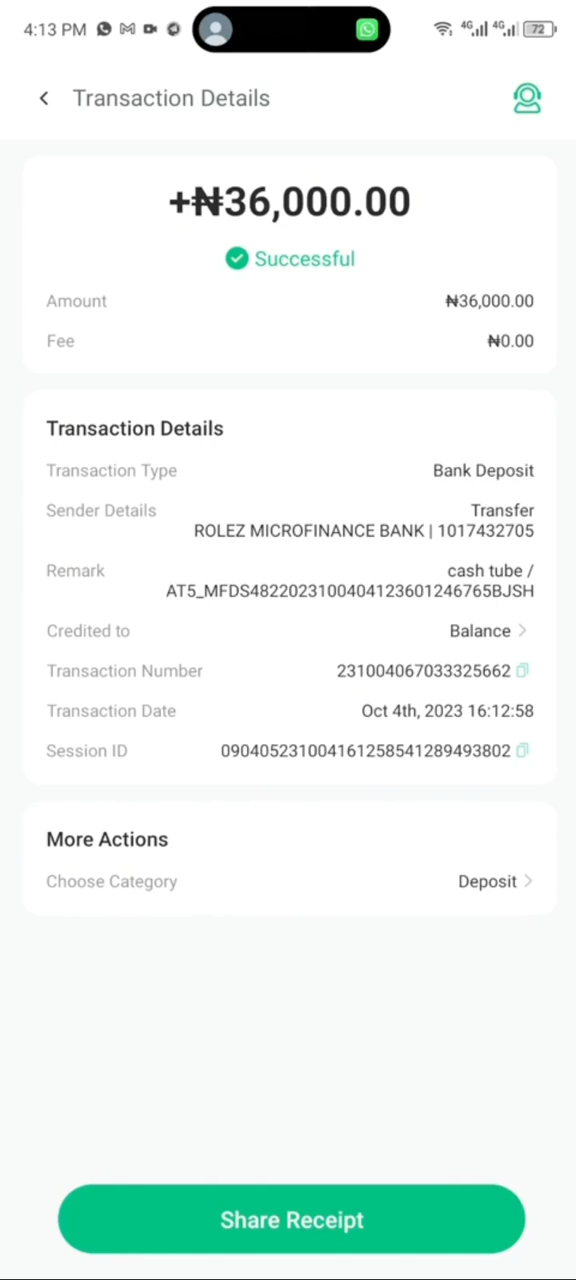 4:13 PM 4G 4G 72
Transaction Details
+₦36,000.00
Successful
Amount ₦36,000.00
Fee ₦0.00
Transaction Details
Transaction Type Bank Deposit
Sender Details Transfer
ROLEZ MICROFINANCE BANK | 1017432705
Remark cash tube /
AT5_MFDS4822023100404123601246765BJSH
Credited to Balance
Transaction Number 231004067033325662
Transaction Date Oct 4th, 2023 16:12:58
Session ID 090405231004161258541289493802
More Actions
Choose Category Deposit
Share Receipt